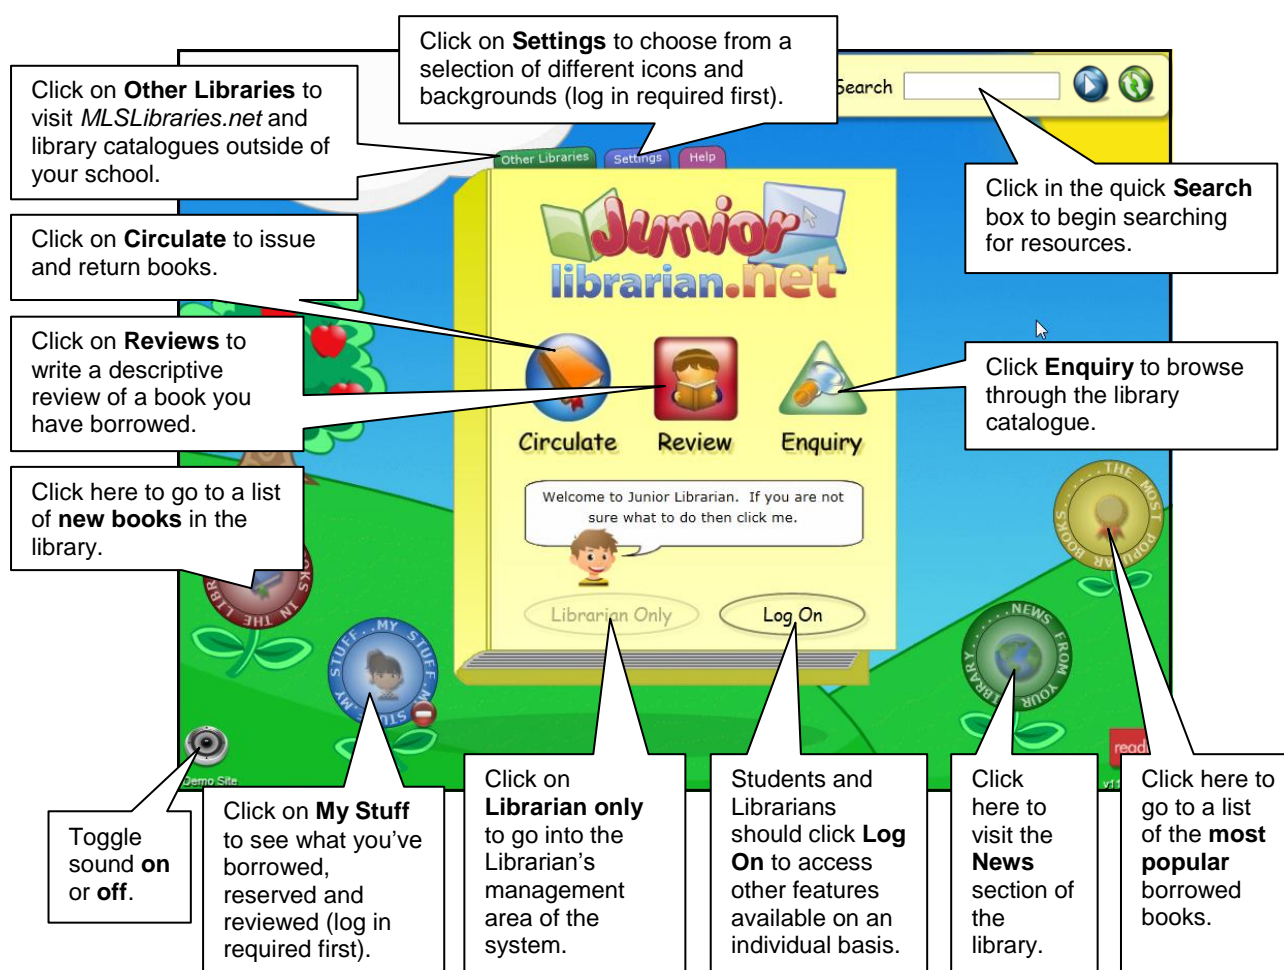 Click on Settings to choose from a
selection of different icons and
backgrounds (log in required first).
Click on Other Libraries to
visit MLSLibraries.net and
library catalogues outside of
your school.
Search
Other Libraries
Settings
Help
Click in the quick Search
box to begin searching
for resources.
Click on Circulate to issue
and return books.
Junior
librarian.net
Click on Reviews to
write a descriptive
review of a book you
have borrowed.
Click Enquiry to browse
through the library
catalogue.
Circulate
Review
Enquiry
Click here to go to a list
of new books in the
library.
Welcome to Junior Librarian. If you are not
sure what to do then click me.
THE MOST POPULAR BOOKS......
OKS IN THE LIBR
Librarian Only
Log On
MY STUFF..MY STUFF.M
NEWS FROM YOUR LIBRARY......
read
Demo Site
v11
Toggle
sound on
or off.
Click on My Stuff
to see what you've
borrowed,
reserved and
reviewed (log in
required first).
Click on
Librarian only
to go into the
Librarian's
management
area of the
system.
Students and
Librarians
should click Log
On to access
other features
available on an
individual basis.
Click
here to
visit the
News
section of
the
library.
Click here to
go to a list
of the most
popular
borrowed
books.